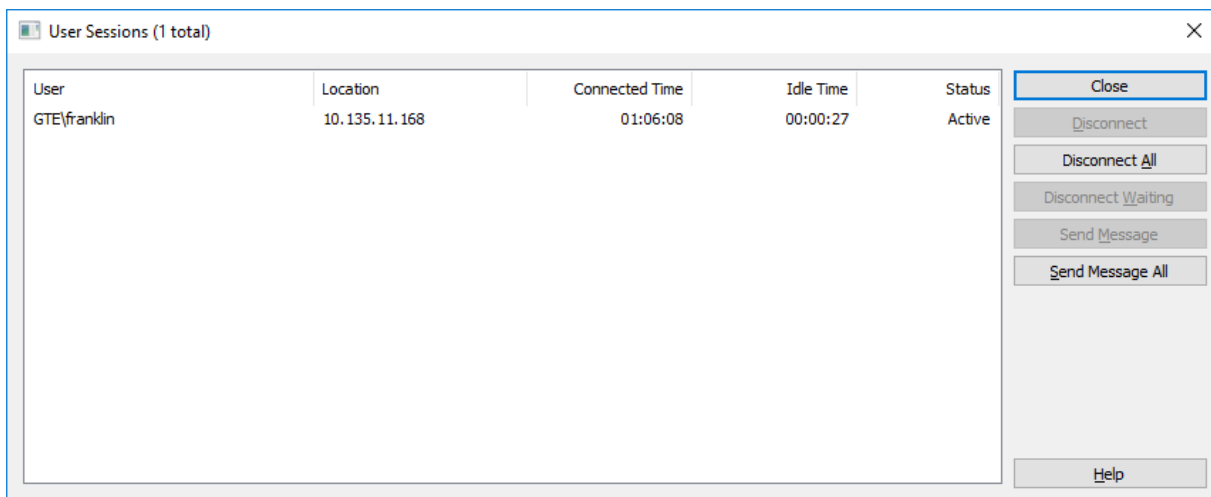 User Sessions (1 total)
User Location Connected Time Idle Time Status
GTE\franklin 10.135.11.168 01:06:08 00:00:27 Active
Close
Disconnect
Disconnect All
Disconnect Waiting
Send Message
Send Message All
Help